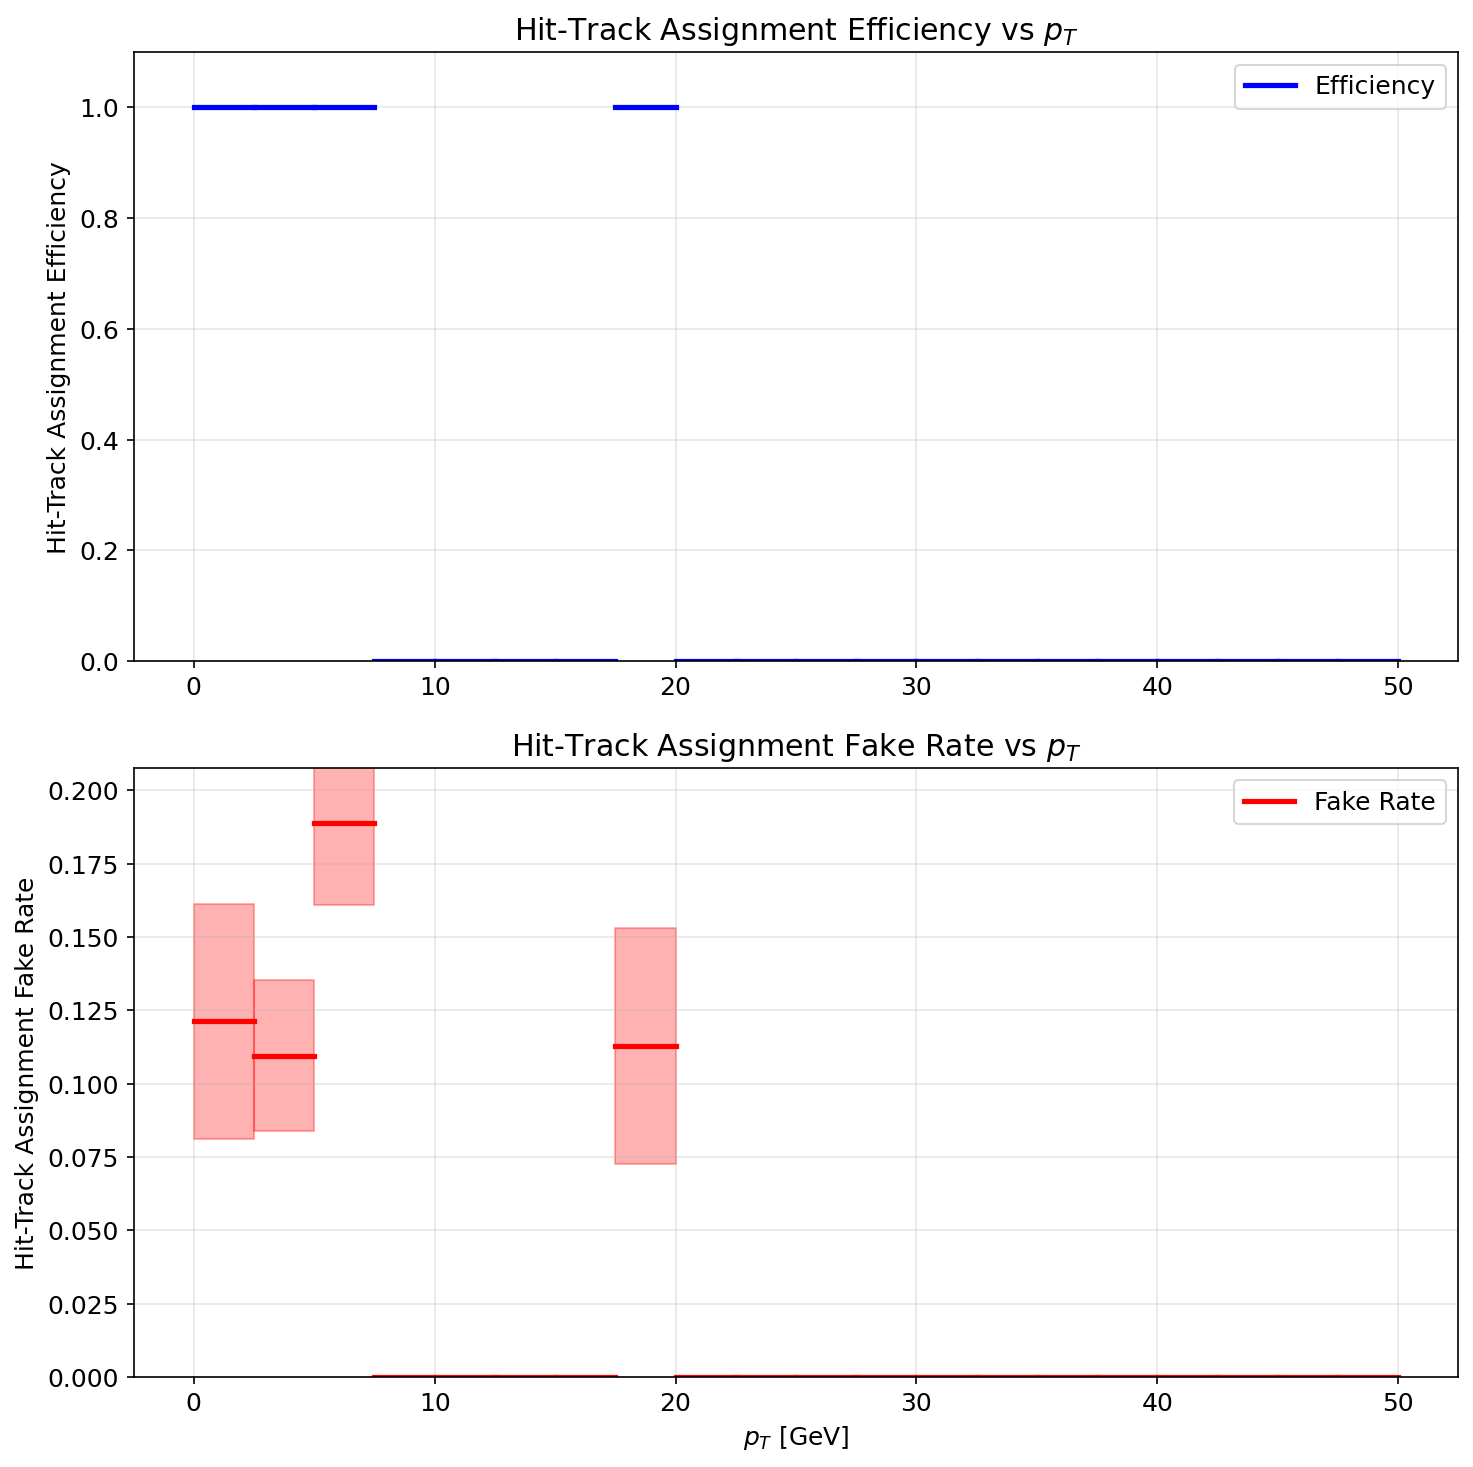 Hit-Track Assignment Efficiency vs p_T
Efficiency
Hit-Track Assignment Efficiency
1.0
0.8
0.6
0.4
0.2
0.0
0 10 20 30 40 50
Hit-Track Assignment Fake Rate vs p_T
Fake Rate
Hit-Track Assignment Fake Rate
0.200
0.175
0.150
0.125
0.100
0.075
0.050
0.025
0.000
0 10 20 30 40 50
p_T [GeV]